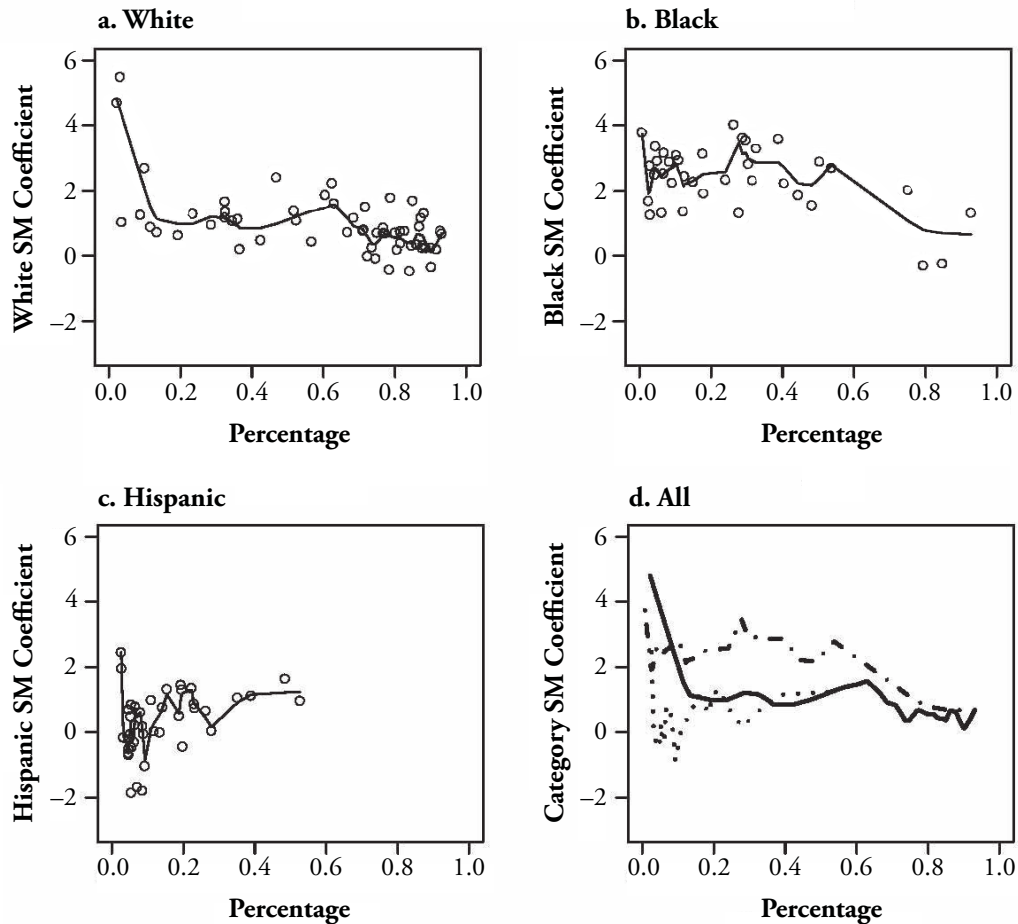 a. White
White SM Coefficient
6
4
2
0
–2
0.0 0.2 0.4 0.6 0.8 1.0
Percentage
b. Black
Black SM Coefficient
6
4
2
0
–2
0.0 0.2 0.4 0.6 0.8 1.0
Percentage
c. Hispanic
Hispanic SM Coefficient
6
4
2
0
–2
0.0 0.2 0.4 0.6 0.8 1.0
Percentage
d. All
Category SM Coefficient
6
4
2
0
–2
0.0 0.2 0.4 0.6 0.8 1.0
Percentage